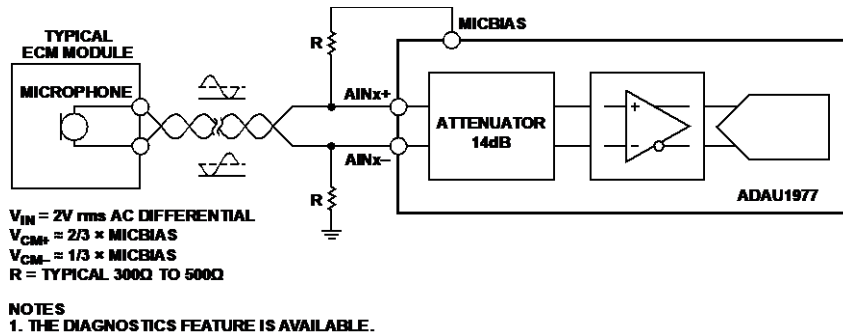 TYPICAL
ECM MODULE
MICROPHONE
R
MICBIAS
AINx+
AINx–
R
ATTENUATOR
14dB
+
–
ADAU1977
V_IN = 2V rms AC DIFFERENTIAL
V_CM+ ≈ 2/3 × MICBIAS
V_CM– ≈ 1/3 × MICBIAS
R = TYPICAL 300Ω TO 500Ω
NOTES
1. THE DIAGNOSTICS FEATURE IS AVAILABLE.